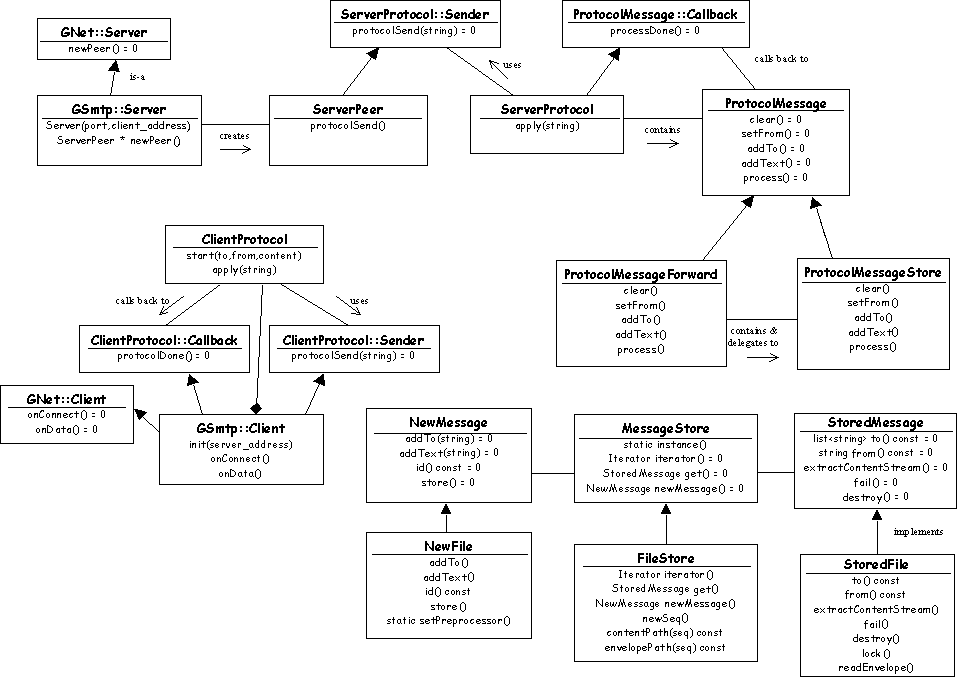 GNet::Server
newPeer() = 0
is-a
GSmtp::Server
Server(port,client_address)
ServerPeer * newPeer()
creates
ServerProtocol::Sender
protocolSend(string) = 0
ServerPeer
protocolSend()
uses
ProtocolMessage::Callback
processDone() = 0
calls back to
ServerProtocol
apply(string)
contains
ProtocolMessage
clear() = 0
setFrom() = 0
addTo() = 0
addText() = 0
process() = 0
ProtocolMessageForward
clear()
setFrom()
addTo()
addText()
process()
contains &
delegates to
ProtocolMessageStore
clear()
setFrom()
addTo()
addText()
process()
ClientProtocol
start(to,from,content)
apply(string)
calls back to
uses
ClientProtocol::Callback
protocolDone() = 0
ClientProtocol::Sender
protocolSend(string) = 0
GNet::Client
onConnect() = 0
onData() = 0
GSmtp::Client
init(server_address)
onConnect()
onData()
NewMessage
addTo(string) = 0
addText(string) = 0
id() const = 0
store() = 0
MessageStore
static instance()
Iterator iterator() = 0
StoredMessage get() = 0
NewMessage newMessage() = 0
StoredMessage
list<string> to() const = 0
string from() const = 0
extractContentStream() = 0
fail() = 0
destroy() = 0
implements
NewFile
addTo()
addText()
id() const
store()
static setPreprocessor()
FileStore
Iterator iterator()
StoredMessage get()
NewMessage newMessage()
newSeq()
contentPath(seq) const
envelopePath(seq) const
StoredFile
to() const
from() const
extractContentStream()
fail()
destroy()
lock()
readEnvelope()